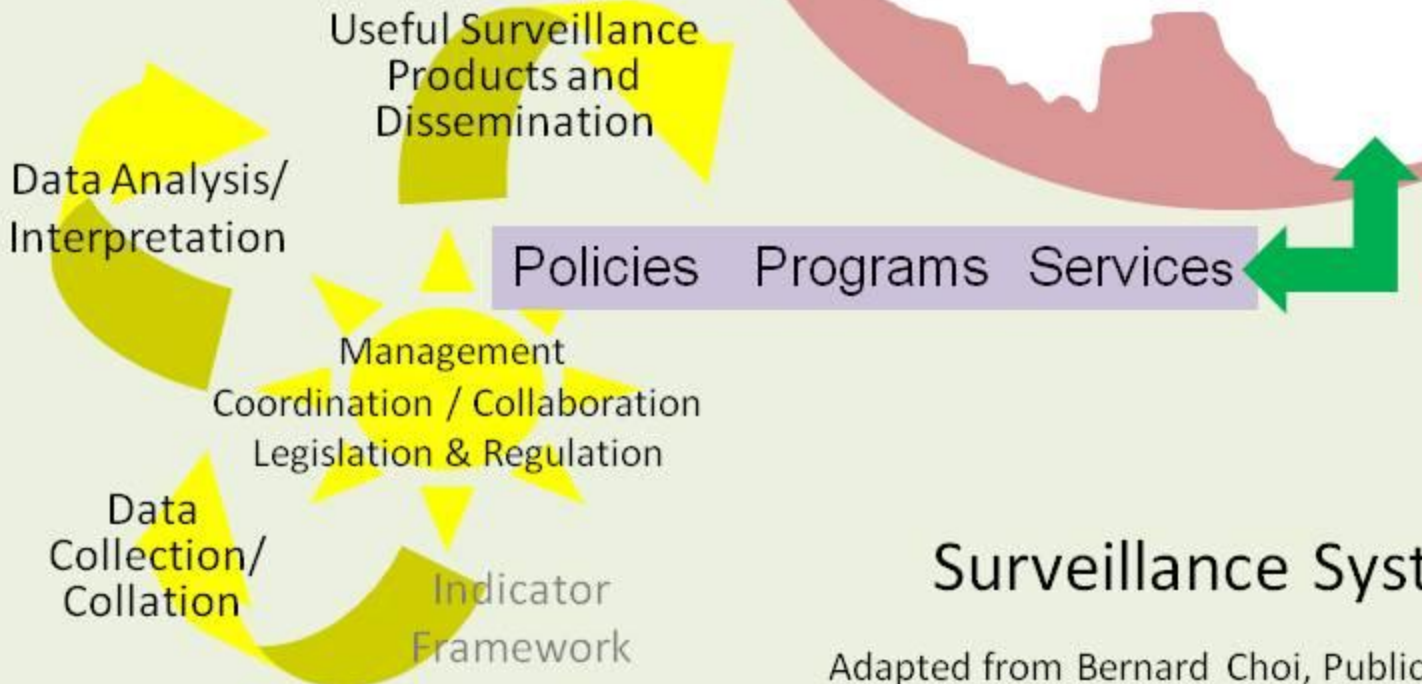 Useful Surveillance
Products and
Dissemination
Data Analysis/
Interpretation
Policies Programs Services
Management
Coordination / Collaboration
Legislation & Regulation
Data
Collection/
Collation
Indicator
Framework
Surveillance Syst
Adapted from Bernard Choi, Public